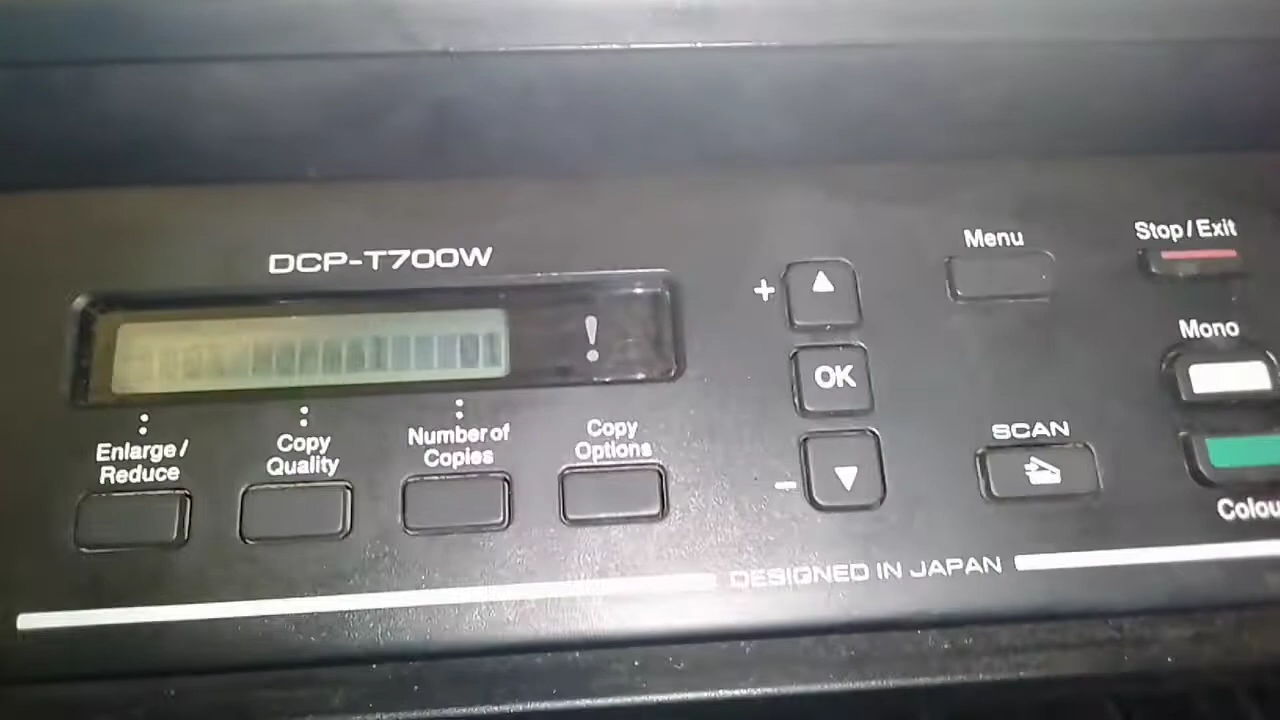 DCP-T700W
!
Enlarge /
Reduce
Copy
Quality
Number of
Copies
Copy
Options
+
OK
-
Menu
Stop / Exit
Mono
SCAN
Colou
DESIGNED IN JAPAN